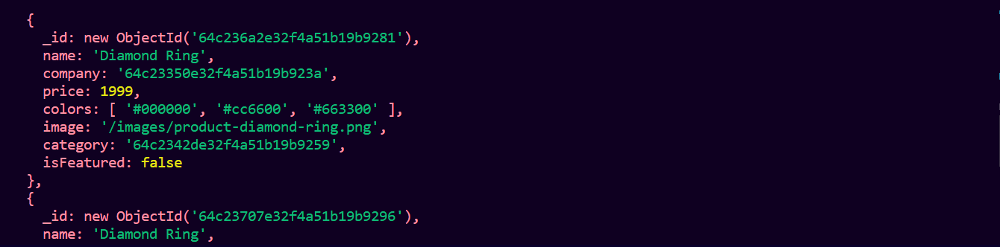 {
_id: new ObjectId('64c236a2e32f4a51b19b9281'),
name: 'Diamond Ring',
company: '64c23350e32f4a51b19b923a',
price: 1999,
colors: [ '#000000', '#cc6600', '#663300' ],
image: '/images/product-diamond-ring.png',
category: '64c2342de32f4a51b19b9259',
isFeatured: false
},
{
_id: new ObjectId('64c23707e32f4a51b19b9296'),
name: 'Diamond Ring',